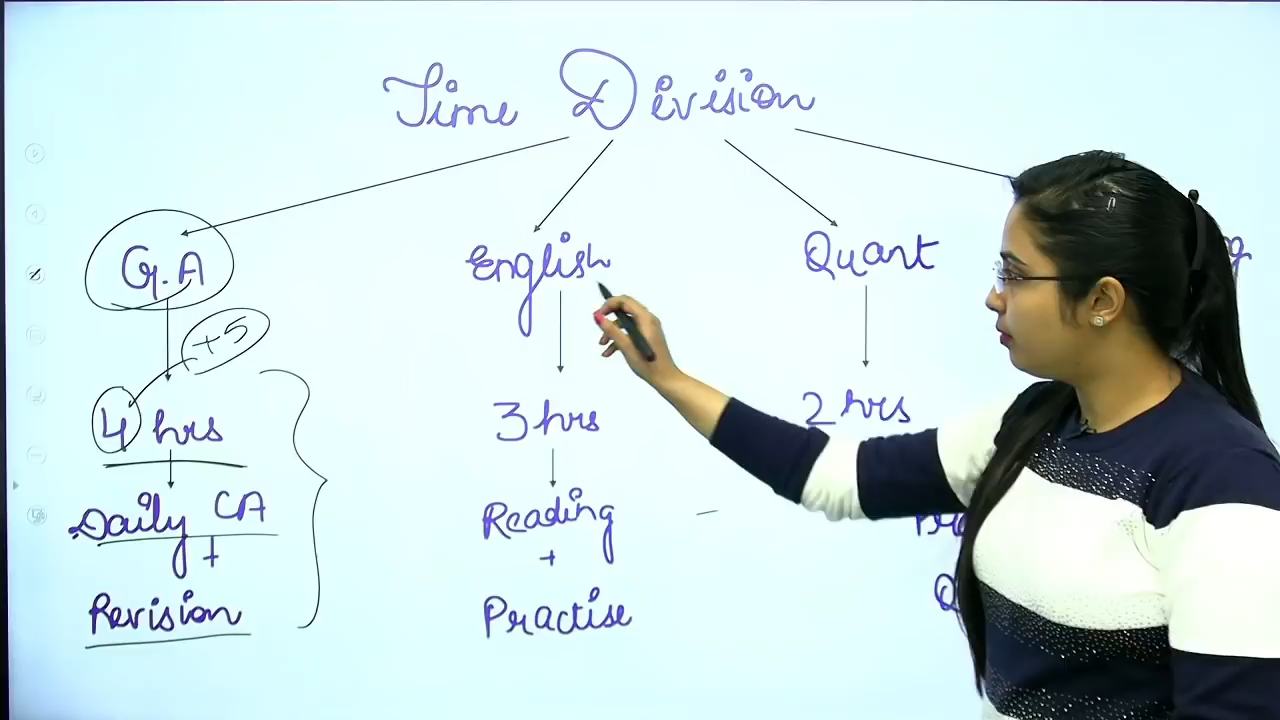 Time Division
G.A
English
Quant
+5
4 hrs
3 hrs
2 hrs
Daily CA
+
Revision
Reading
+
Practise